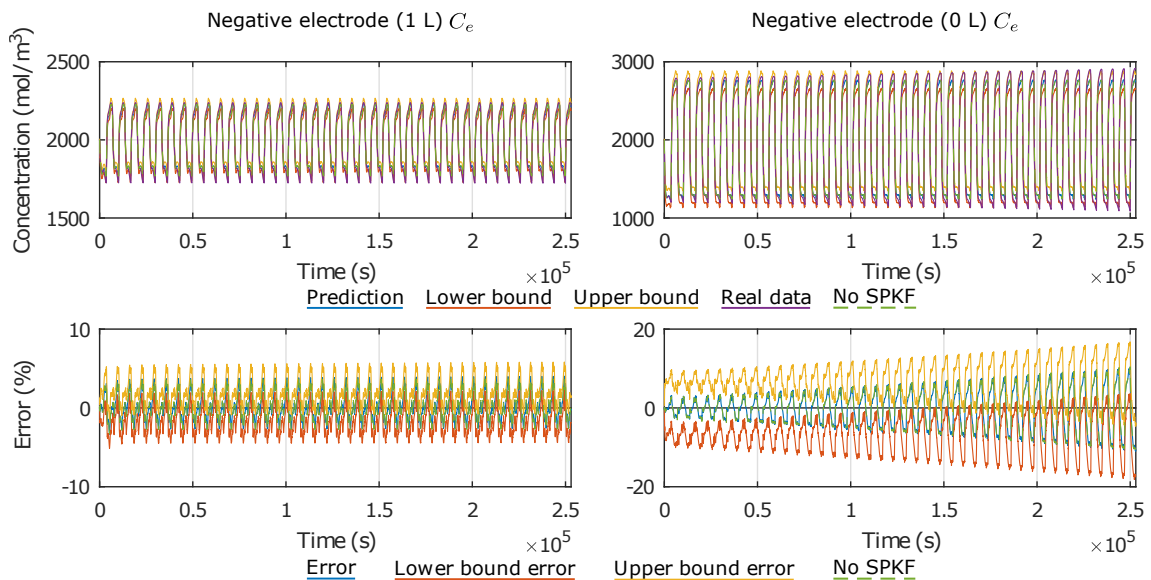 Negative electrode (1 L) C_e
Negative electrode (0 L) C_e
Concentration (mol/m³)
2500
2000
1500
0 0.5 1 1.5 2 2.5
Time (s)
×10⁵
3000
2000
1000
0 0.5 1 1.5 2 2.5
Time (s)
×10⁵
Prediction Lower bound Upper bound Real data No SPKF
Error (%)
10
0
-10
0 0.5 1 1.5 2 2.5
Time (s)
×10⁵
20
0
-20
0 0.5 1 1.5 2 2.5
Time (s)
×10⁵
Error Lower bound error Upper bound error No SPKF